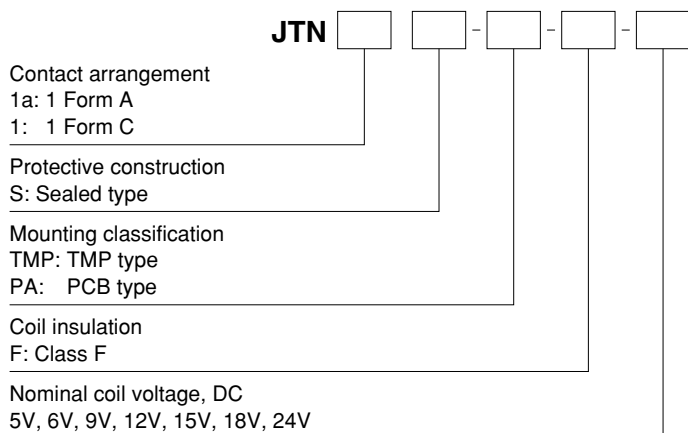 JTN - - -
Contact arrangement
1a: 1 Form A
1: 1 Form C
Protective construction
S: Sealed type
Mounting classification
TMP: TMP type
PA: PCB type
Coil insulation
F: Class F
Nominal coil voltage, DC
5V, 6V, 9V, 12V, 15V, 18V, 24V